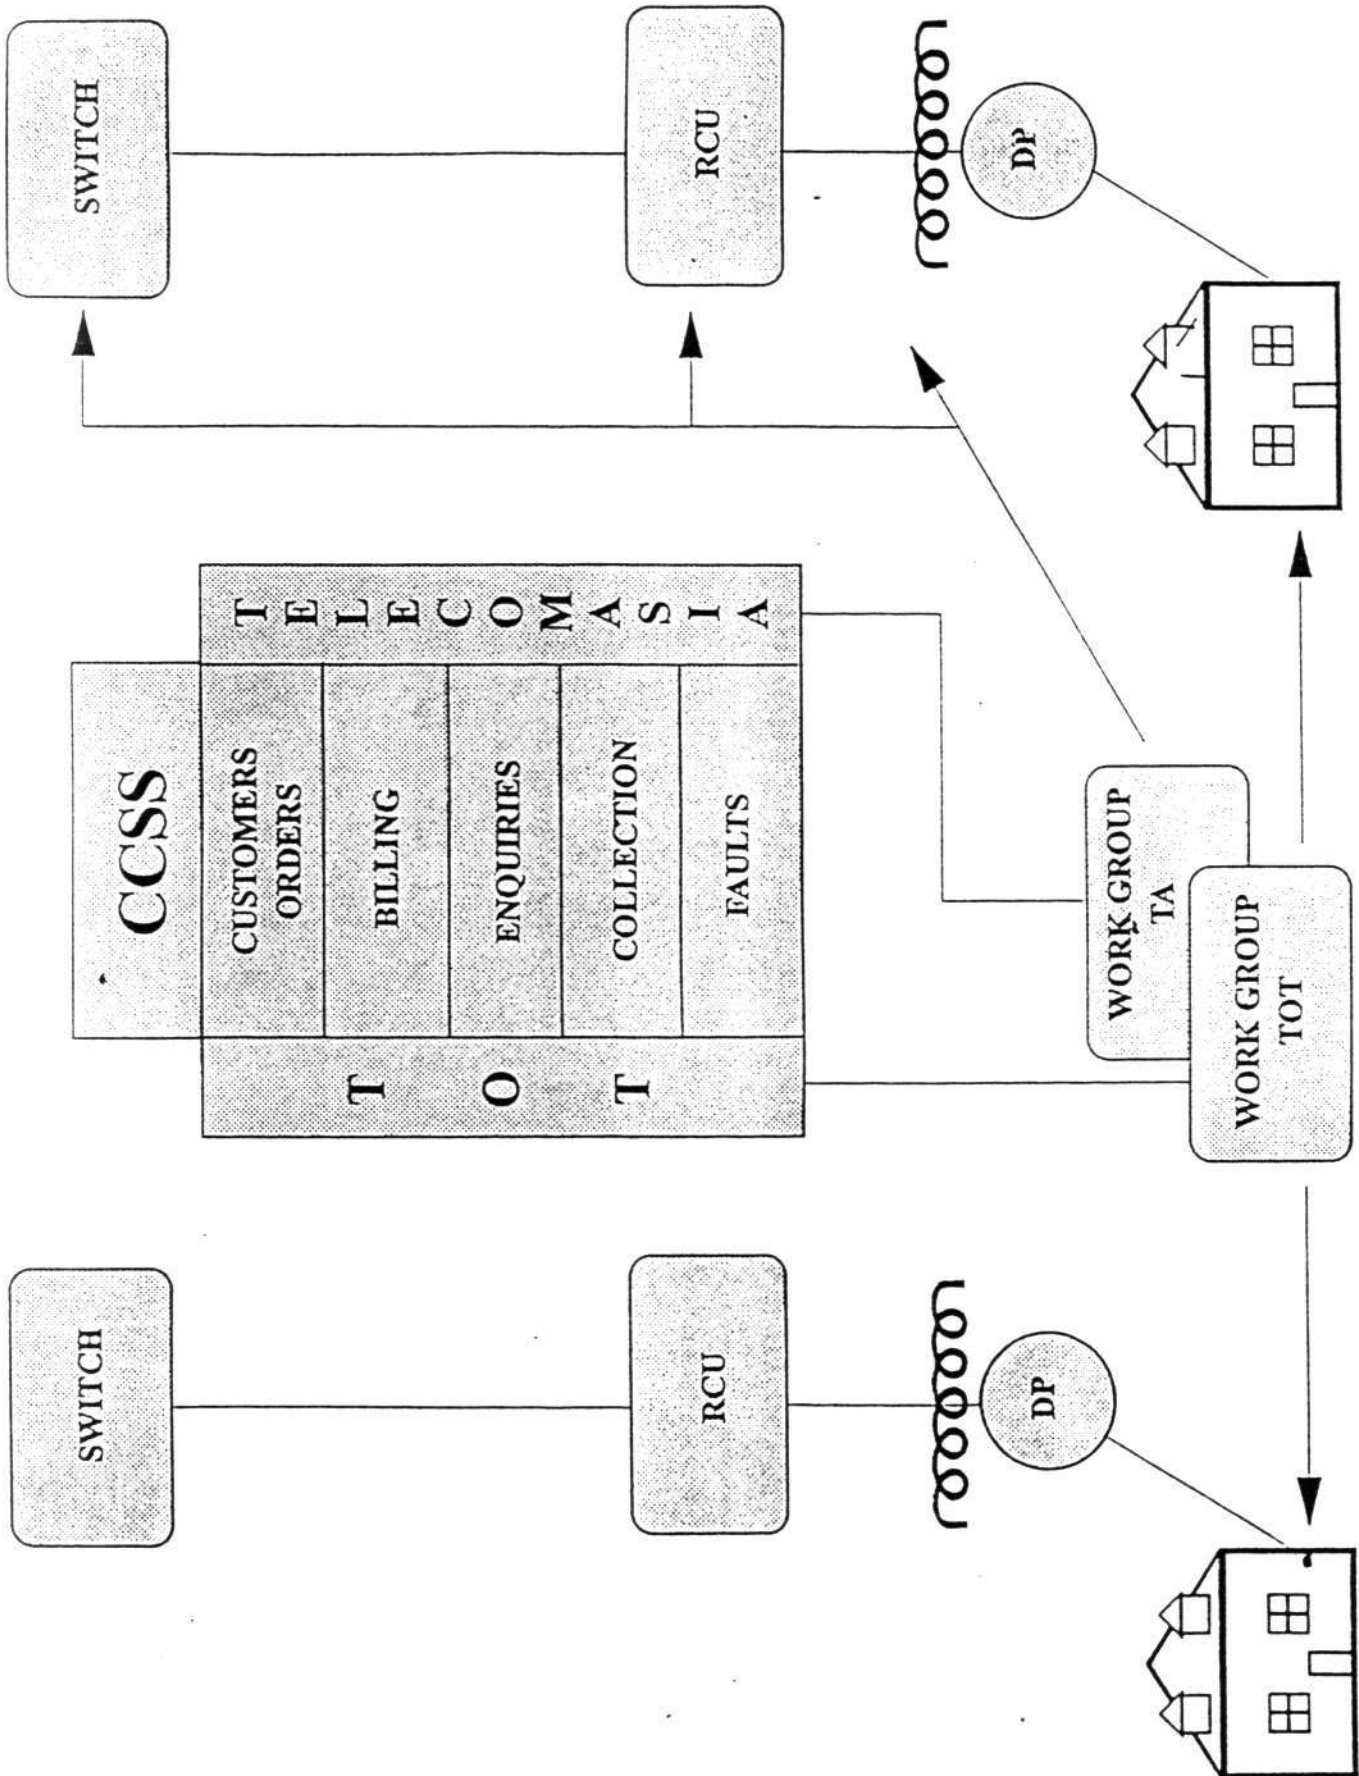 SWITCH
RCU
DP
CCSS
CUSTOMERS
ORDERS
BILLING
ENQUIRIES
COLLECTION
FAULTS
TOT
TELECOMASIA
WORK GROUP
TA
WORK GROUP
TOT
SWITCH
RCU
DP